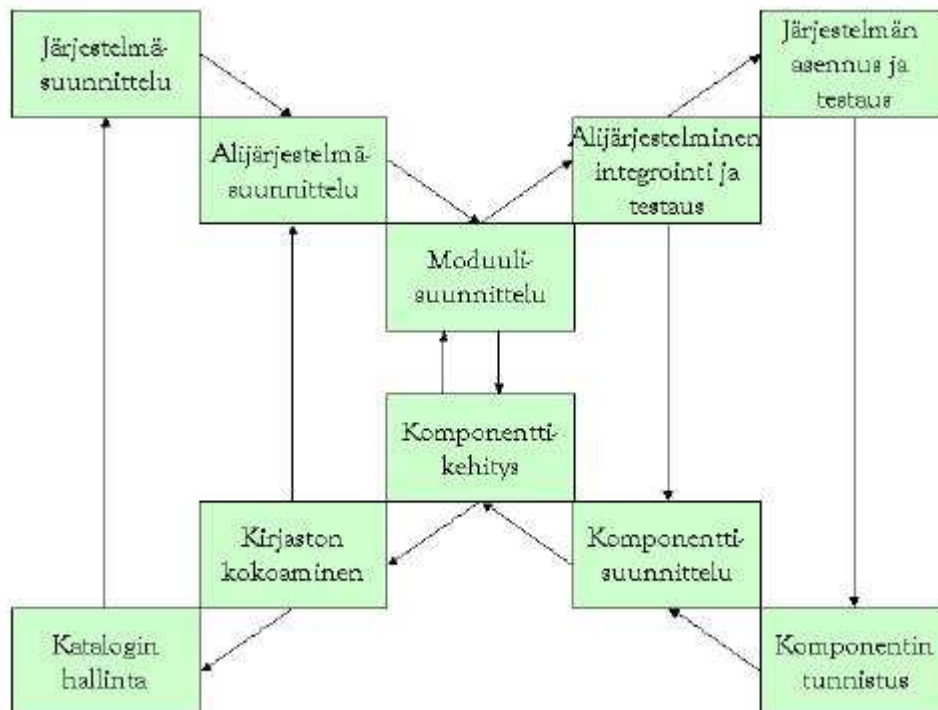 Järjestelmä-
suunnittelu
Järjestelmän
asennus ja
testaus
Alijärjestelmä-
suunnittelu
Alijärjestelminen
integrointi ja
testaus
Moduuli-
suunnittelu
Komponentti-
kehitys
Kirjaston
kokoaminen
Komponentti-
suunnittelu
Katalogin
hallinta
Komponentin
tunnistus